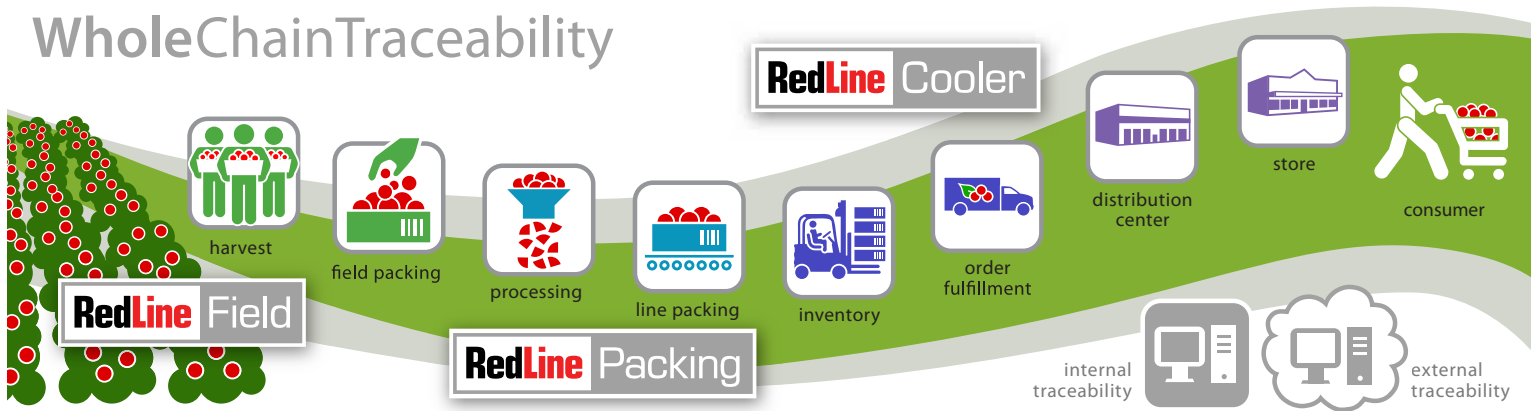 WholeChainTraceability
RedLine Cooler
harvest
field packing
processing
line packing
inventory
order
fulfillment
distribution
center
store
consumer
RedLine Field
RedLine Packing
internal
traceability
external
traceability